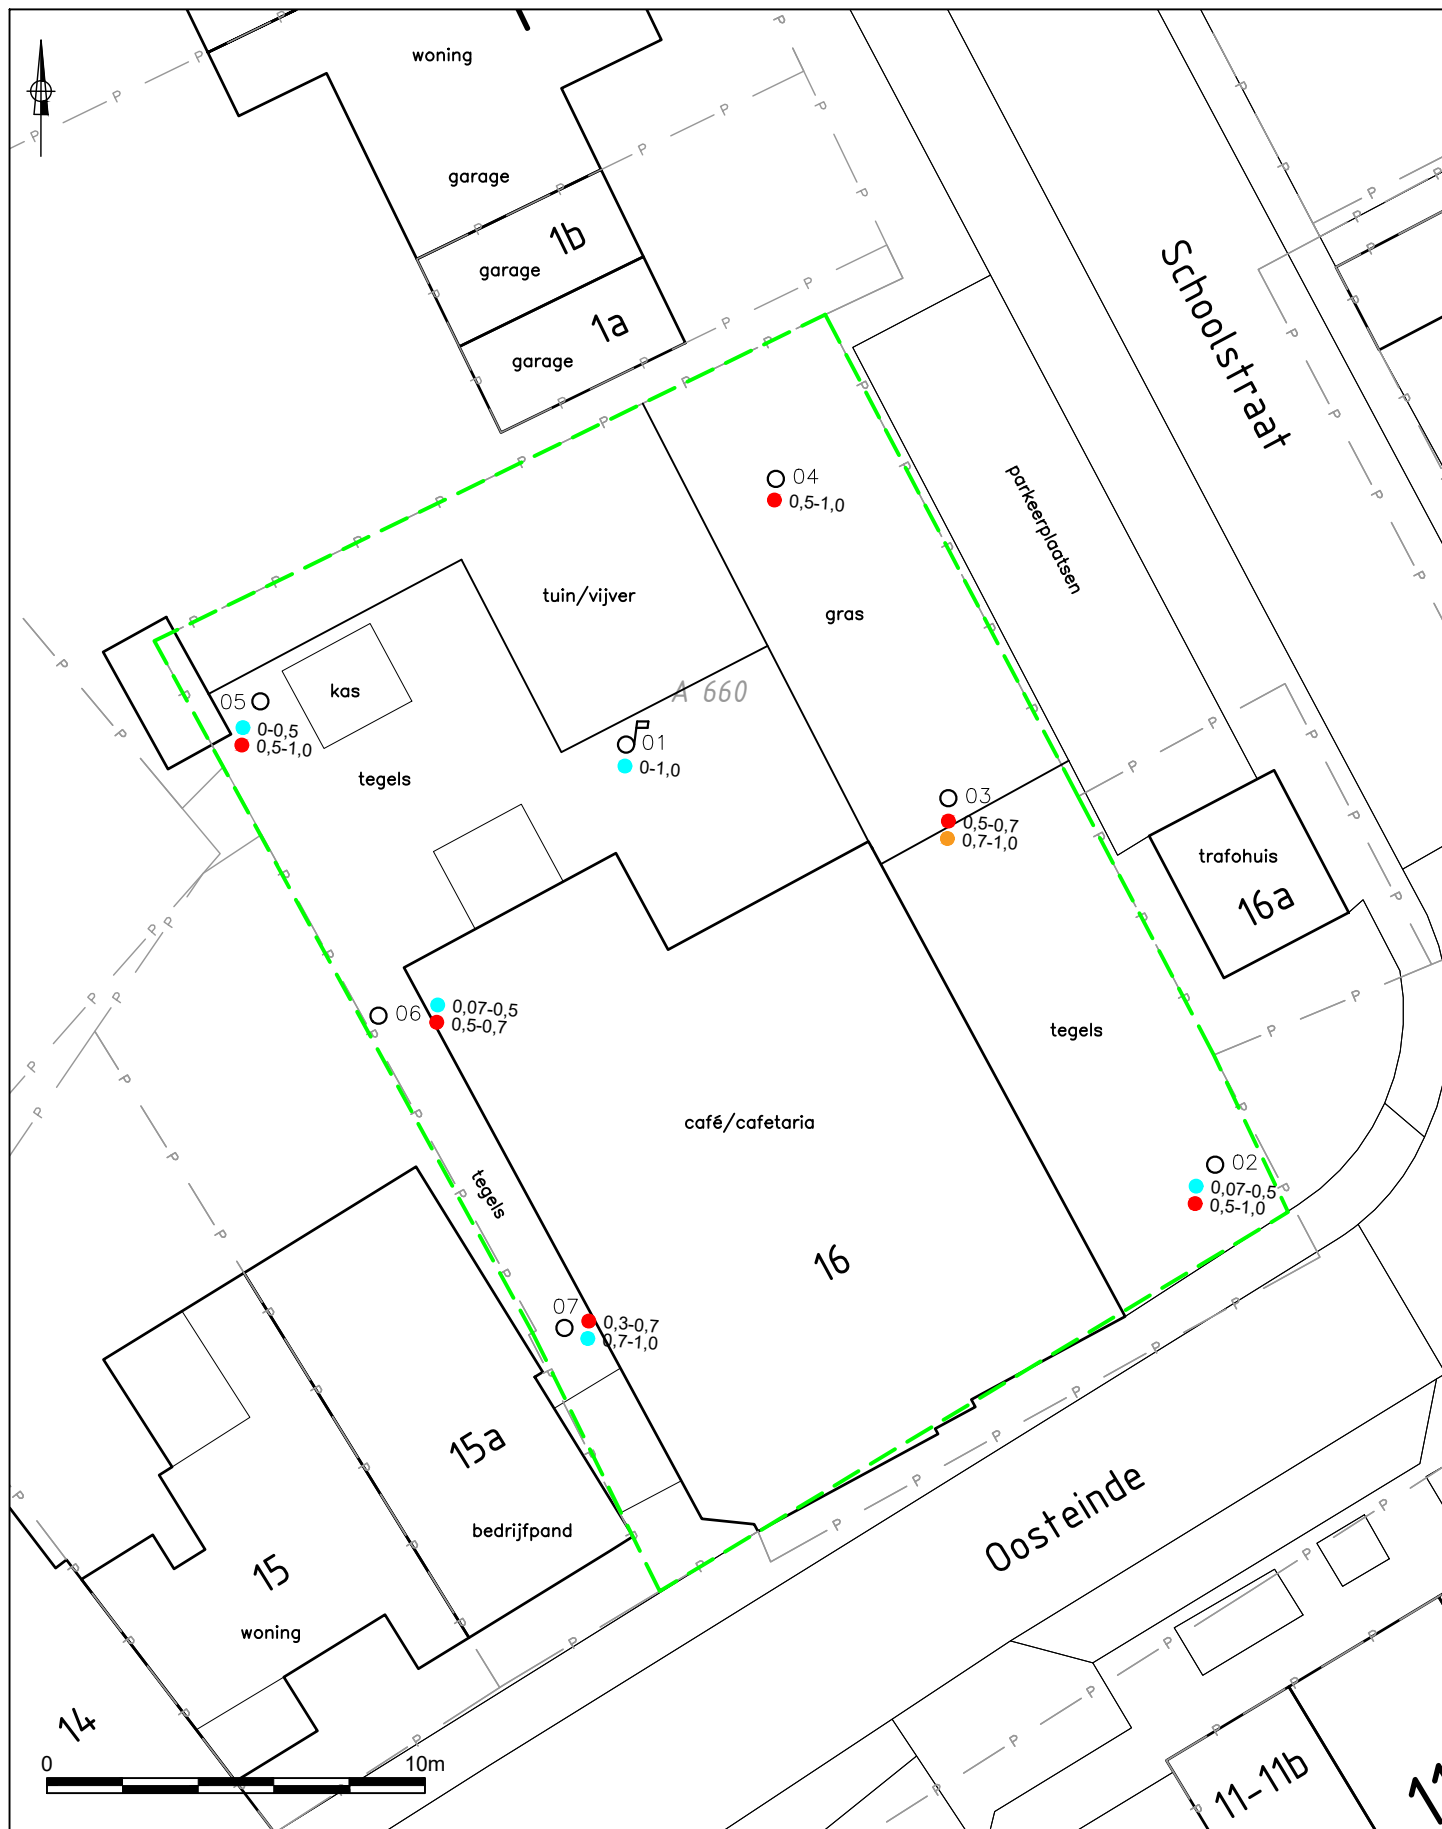 woning
garage
1b
garage
1a
garage
Schoolstraat
parkeerplaatsen
04
0,5-1,0
gras
tuin/vijver
A 660
kas
05
0-0,5
0,5-1,0
01
0-1,0
tegels
03
0,5-0,7
0,7-1,0
trafohuis
16a
06
0,07-0,5
0,5-0,7
tegels
café/cafetaria
tegels
02
0,07-0,5
0,5-1,0
16
07
0,3-0,7
0,7-1,0
15a
bedrijfpand
Oosteinde
15
woning
14
0 10m
11-11b
11